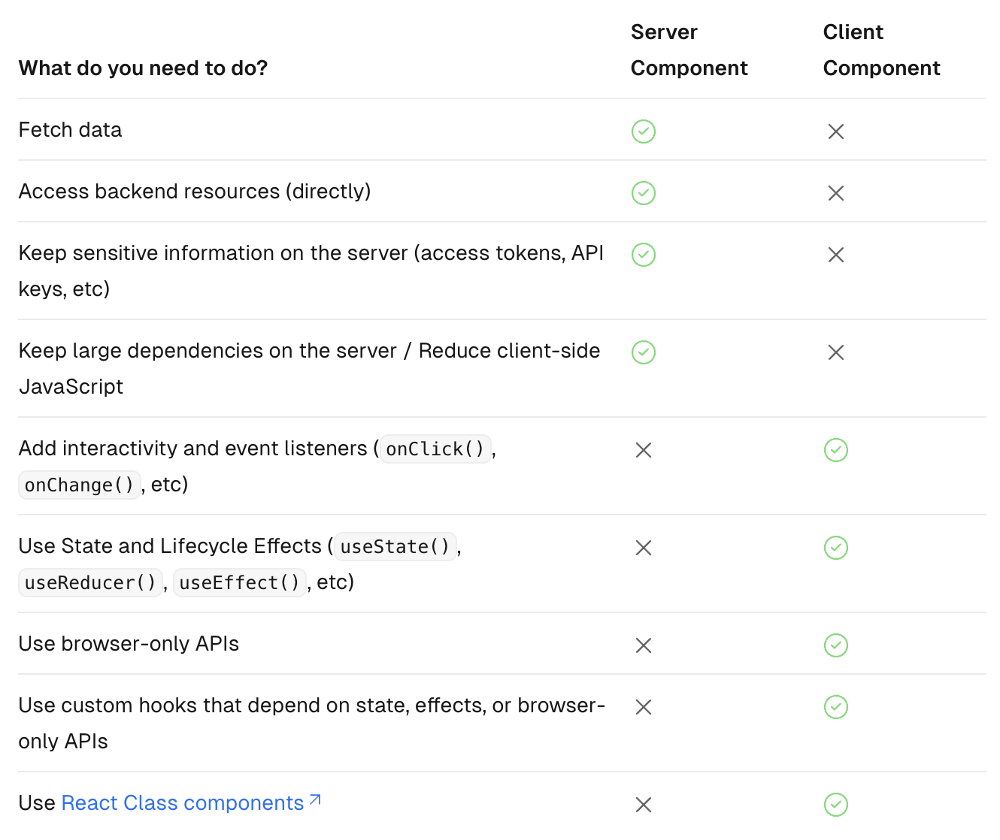 Server Client
What do you need to do? Component Component
Fetch data
Access backend resources (directly)
Keep sensitive information on the server (access tokens, API
keys, etc)
Keep large dependencies on the server / Reduce client-side
JavaScript
Add interactivity and event listeners (onClick(),
onChange(), etc)
Use State and Lifecycle Effects (useState(),
useReducer(), useEffect(), etc)
Use browser-only APIs
Use custom hooks that depend on state, effects, or browser-
only APIs
Use React Class components